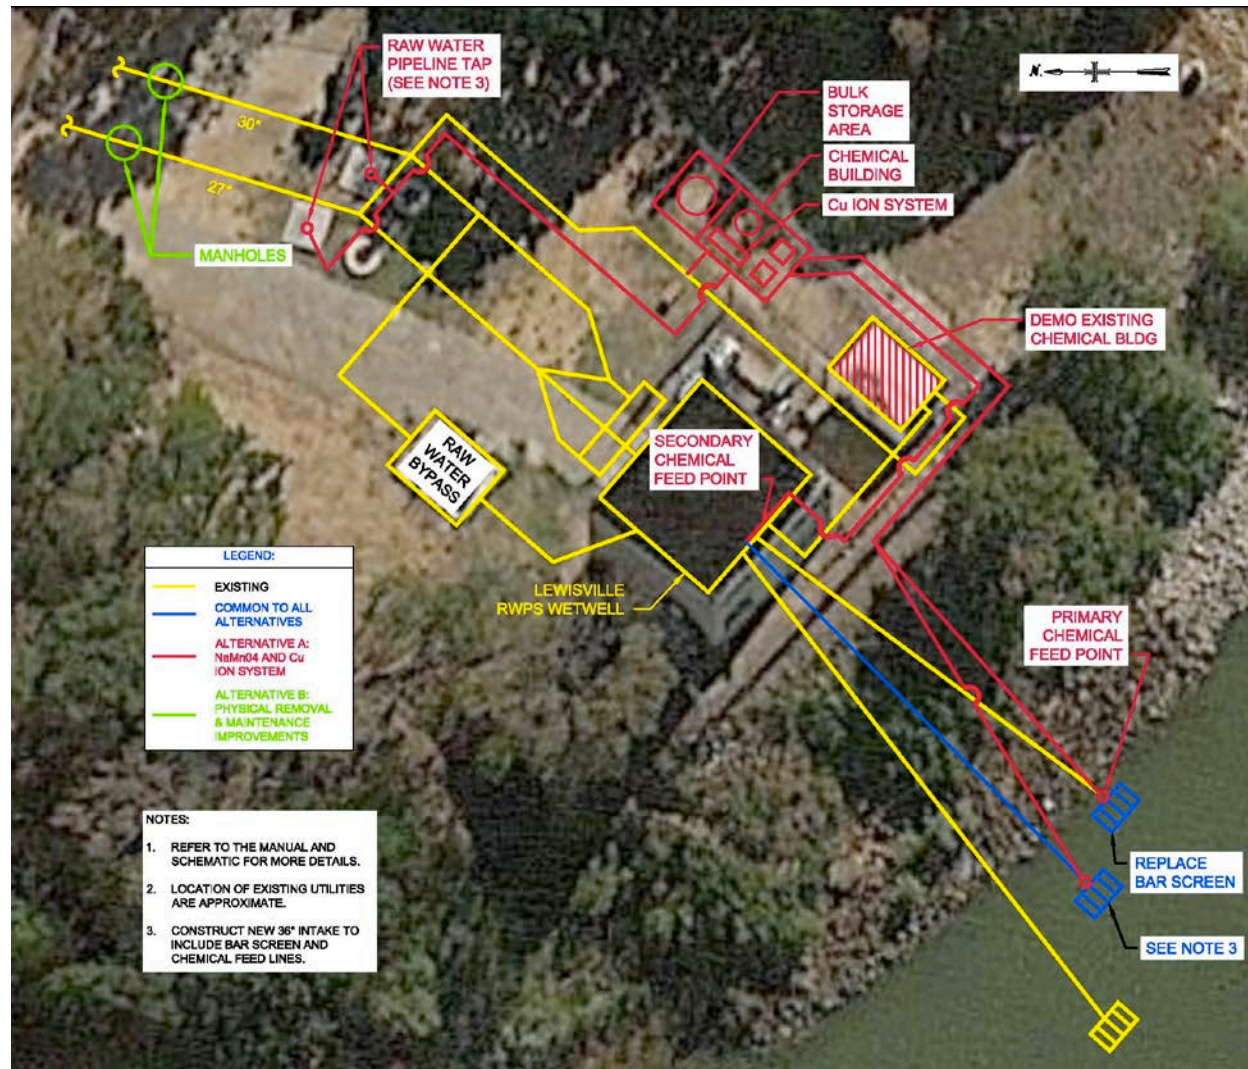 RAW WATER
PIPELINE TAP
(SEE NOTE 3)
N.
BULK
STORAGE
AREA
CHEMICAL
BUILDING
Cu ION SYSTEM
30"
27"
MANHOLES
DEMO EXISTING
CHEMICAL BLDG
RAW
WATER
BYPASS
SECONDARY
CHEMICAL
FEED POINT
LEWISVILLE
RWPS WETWELL
PRIMARY
CHEMICAL
FEED POINT
REPLACE
BAR SCREEN
SEE NOTE 3
LEGEND:
EXISTING
COMMON TO ALL
ALTERNATIVES
ALTERNATIVE A:
NaMn04 AND Cu
ION SYSTEM
ALTERNATIVE B:
PHYSICAL REMOVAL
& MAINTENANCE
IMPROVEMENTS
NOTES:
1. REFER TO THE MANUAL AND
SCHEMATIC FOR MORE DETAILS.
2. LOCATION OF EXISTING UTILITIES
ARE APPROXIMATE.
3. CONSTRUCT NEW 36" INTAKE TO
INCLUDE BAR SCREEN AND
CHEMICAL FEED LINES.